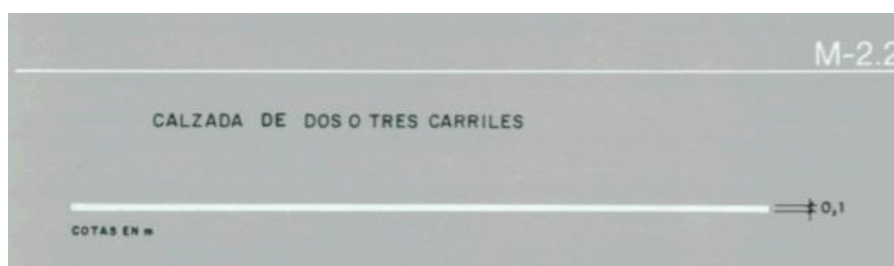 M-2.2
CALZADA DE DOS O TRES CARRILES
0,1
COTAS EN m